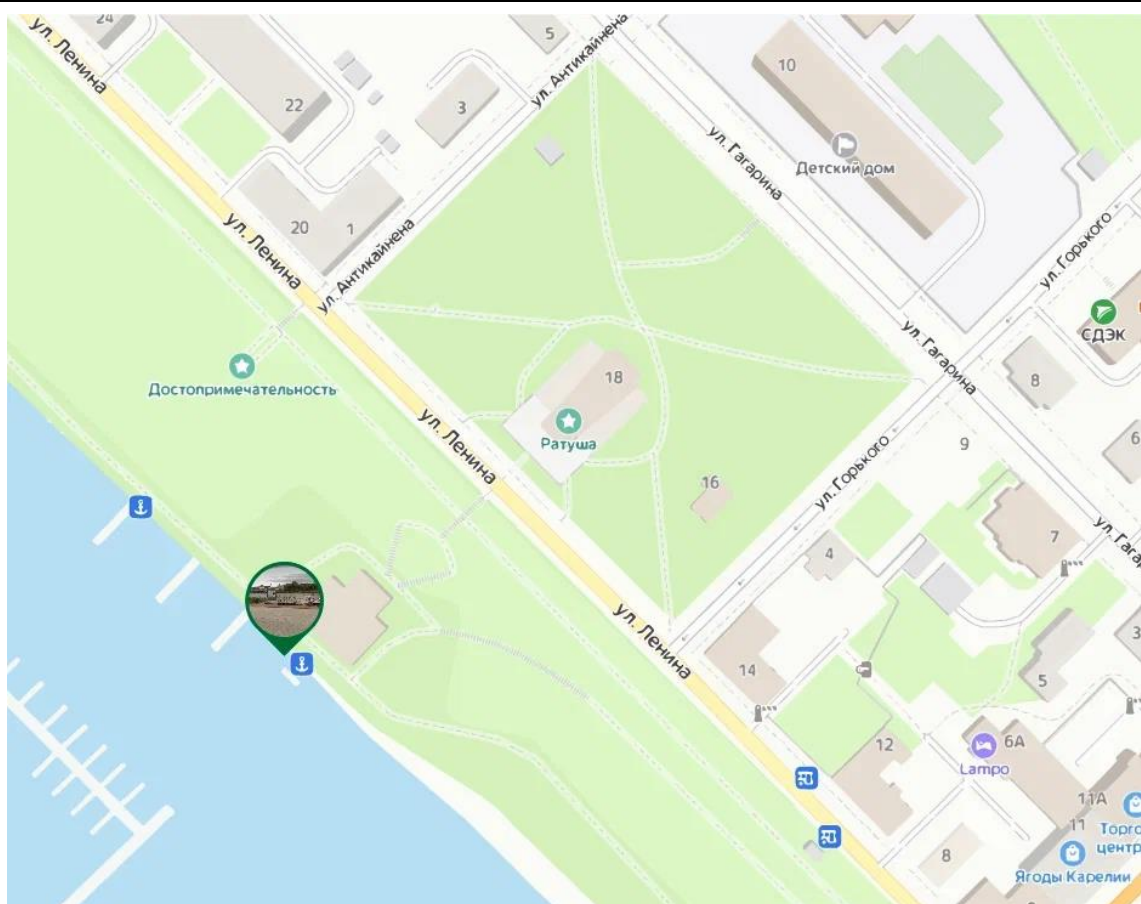 24
ул. Ленина
5
ул. Антикайнена
10
22
3
ул. Гагарина
Детский дом
ул. Горького
20
1
ул. Ленина
ул. Антикайнена
СДЭК
ул. Гагарина
Достопримечательность
18
8
ул. Ленина
Ратуша
6
9
ул. Горького
16
7
4
ул. Ленина
3
14
5
12
6А
Lampo
11А
11
8
Ягоды Карелии